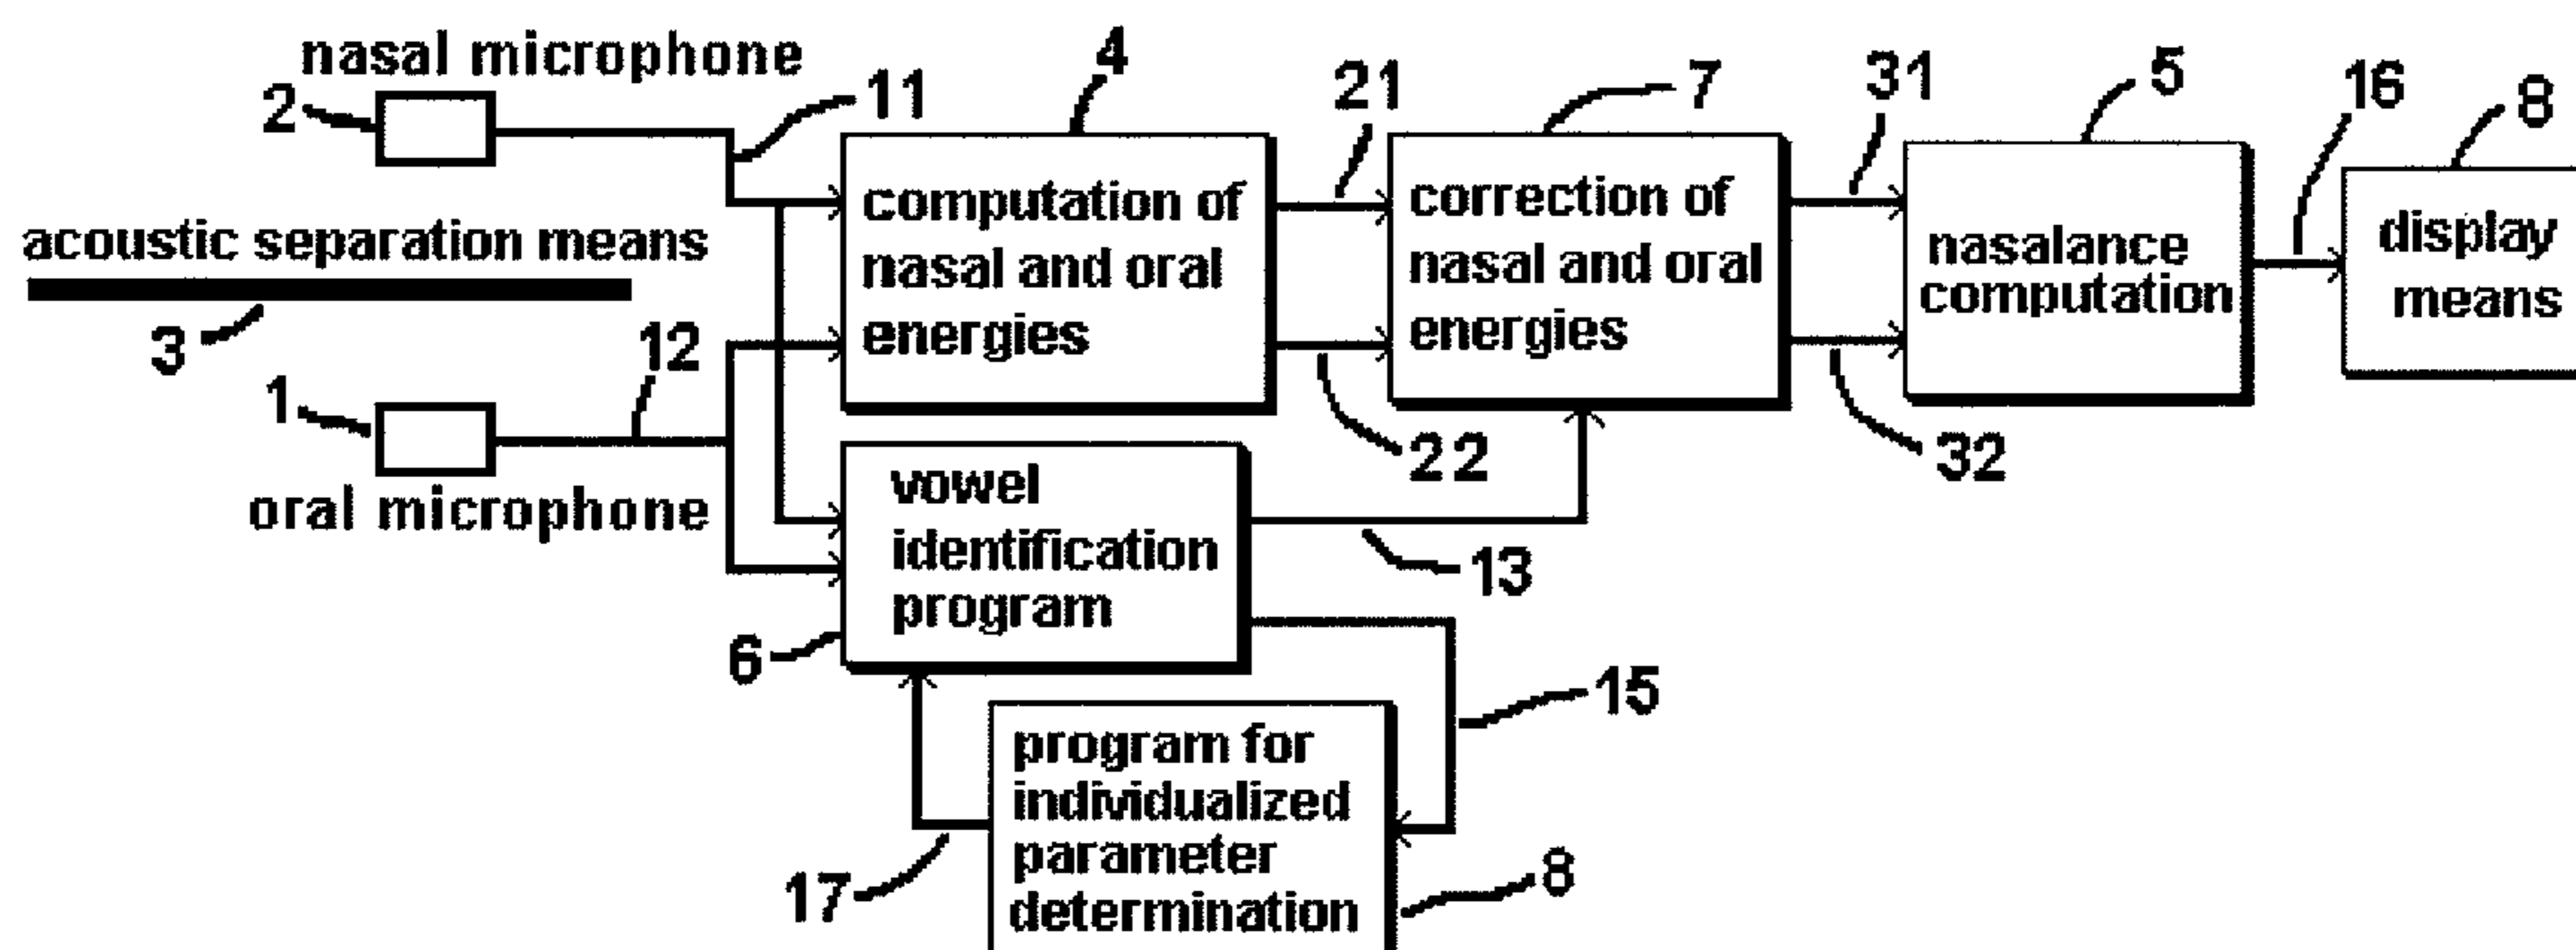 nasal microphone
2
11
4
21
7
31
5
16
8
acoustic separation means
3
12
1
oral microphone
computation of
nasal and oral
energies
correction of
nasal and oral
energies
nasalance
computation
display
means
22
32
vowel
identification
program
13
6
15
program for
individualized
parameter
determination
17
8